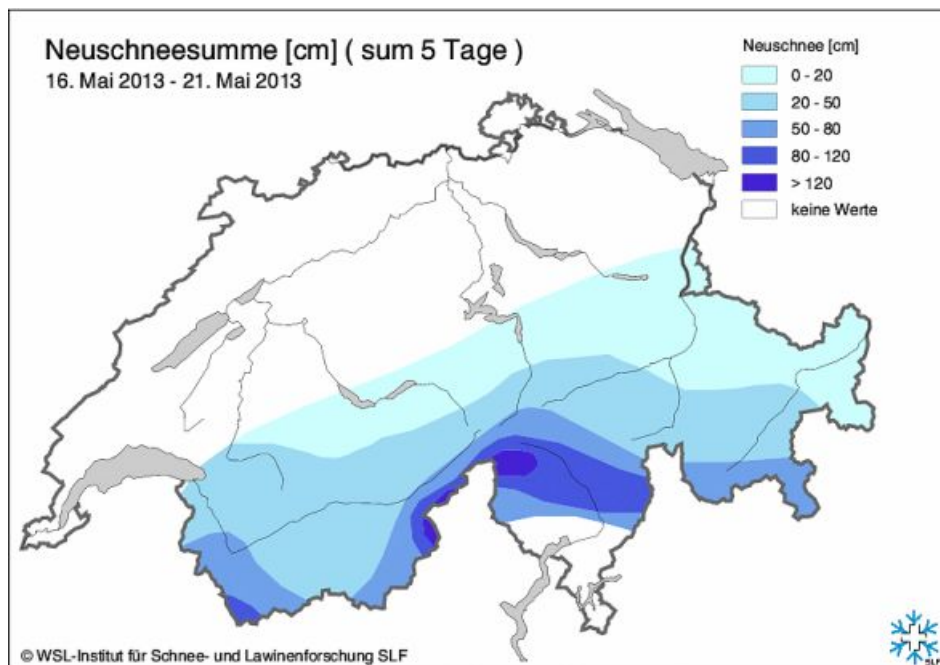 Neuschneesumme [cm] ( sum 5 Tage )
16. Mai 2013 - 21. Mai 2013
Neuschnee [cm]
0 - 20
20 - 50
50 - 80
80 - 120
> 120
keine Werte
© WSL-Institut für Schnee- und Lawinenforschung SLF
SLF